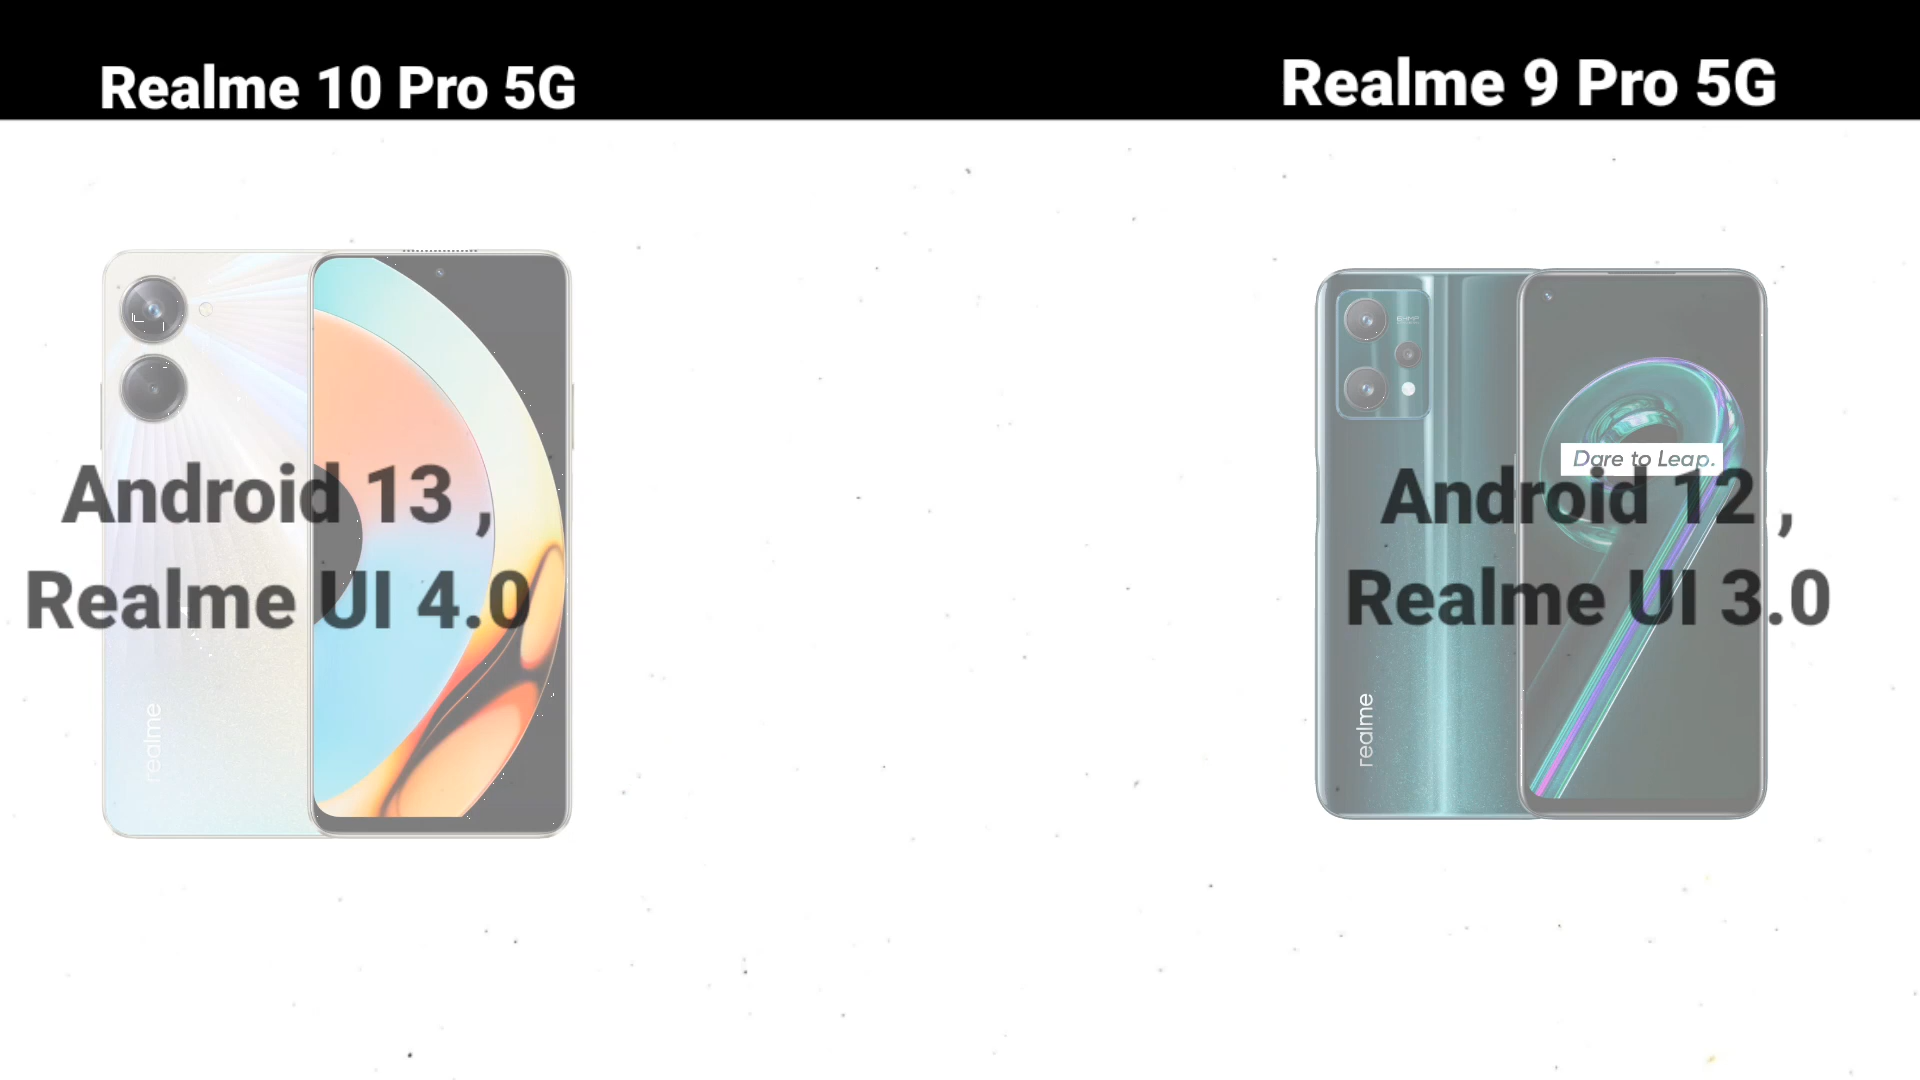 Realme 10 Pro 5G
Realme 9 Pro 5G
Android 13 ,
Realme UI 4.0
realme
Dare to Leap.
Android 12 ,
Realme UI 3.0
realme